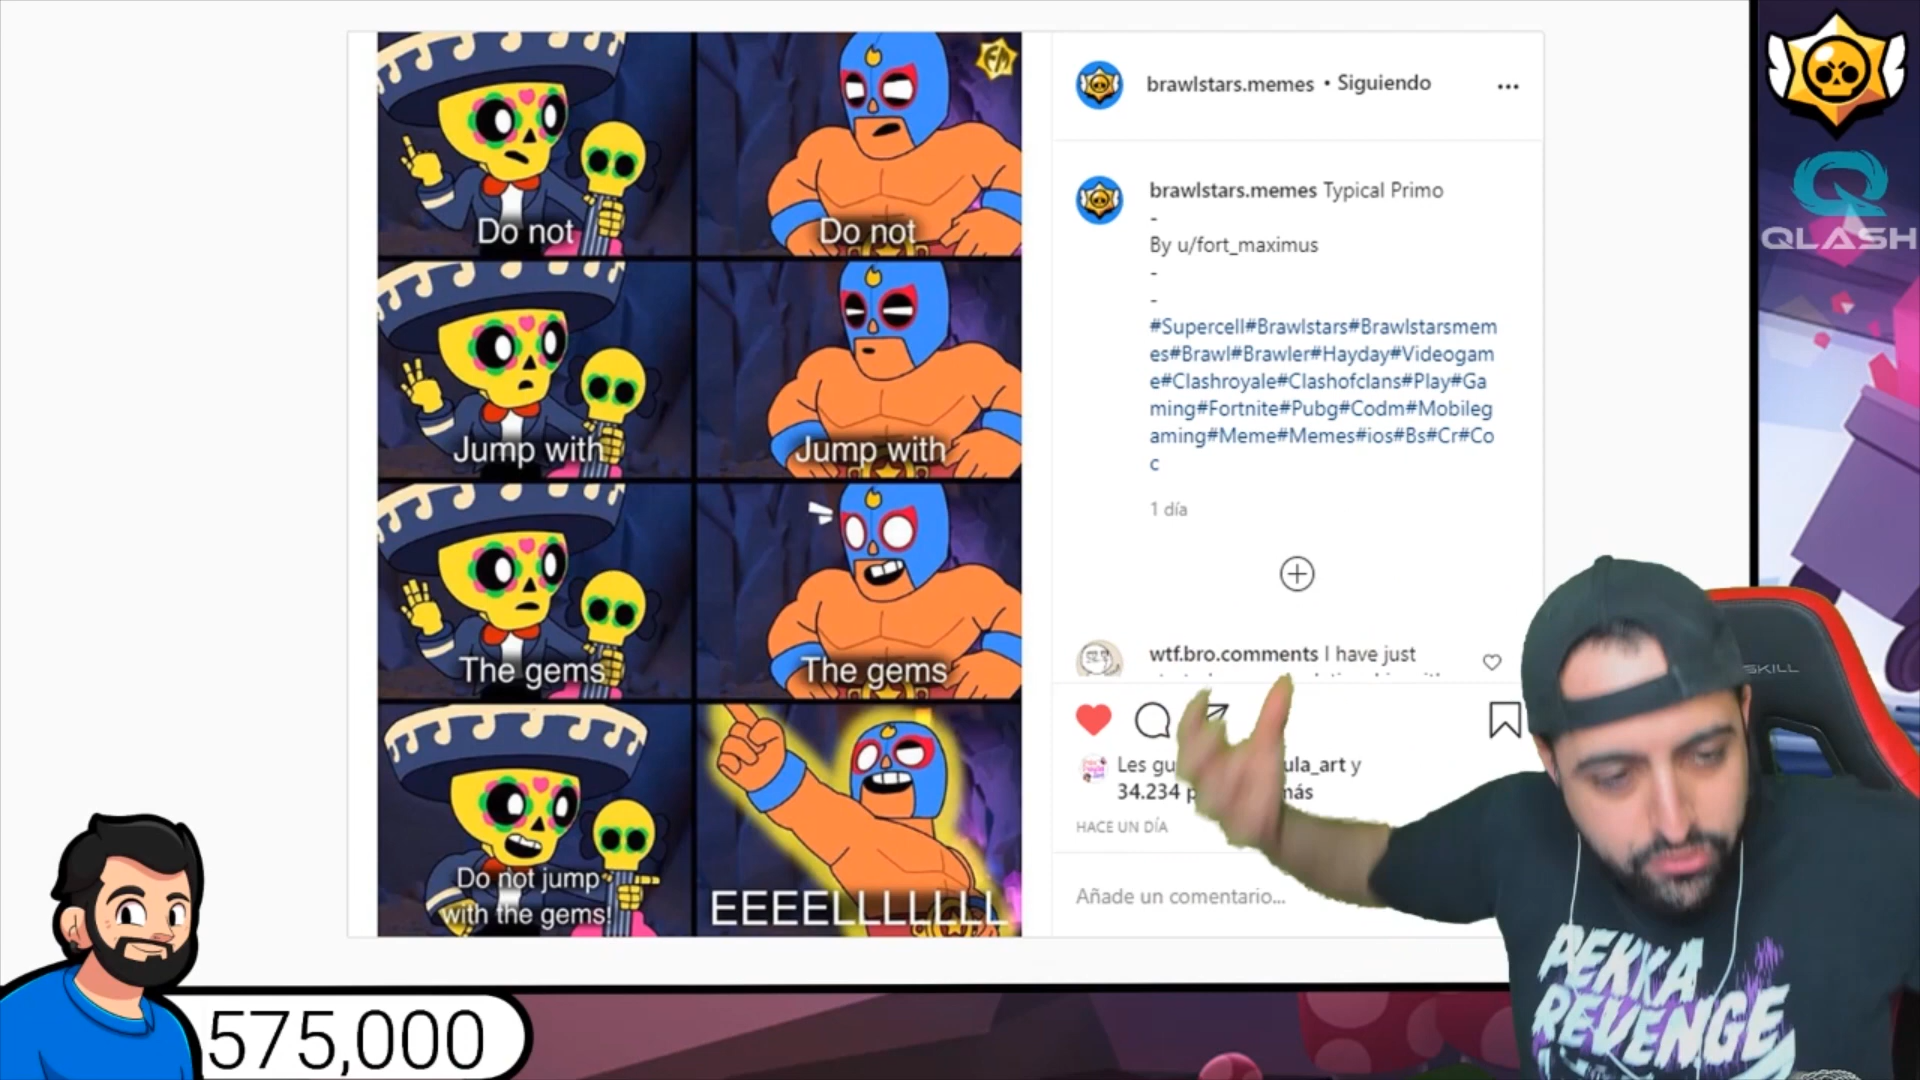 Do not
Do not
Jump with
Jump with
The gems
The gems
Do not jump
with the gems!
EEEELLLLLLL
brawlstars.memes • Siguiendo
brawlstars.memes Typical Primo
-
By u/fort_maximus
-
-
#Supercell#Brawlstars#Brawlstarsmem
es#Brawl#Brawler#Hayday#Videogam
e#Clashroyale#Clashofclans#Play#Ga
ming#Fortnite#Pubg#Codm#Mobileg
aming#Meme#Memes#ios#Bs#Cr#Co
c
1 día
wtf.bro.comments I have just
Les ula_art y
34.234 más
HACE UN DÍA
Añade un comentario...
QLASH
SKILL
PEKKA
REVENGE
575,000